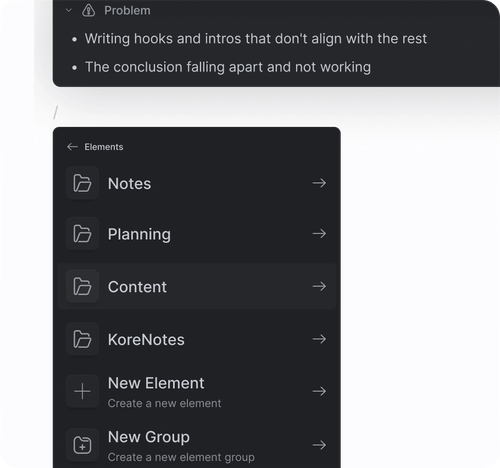 Problem
• Writing hooks and intros that don't align with the rest
• The conclusion falling apart and not working
/
Elements
Notes
Planning
Content
KoreNotes
New Element
Create a new element
New Group
Create a new element group